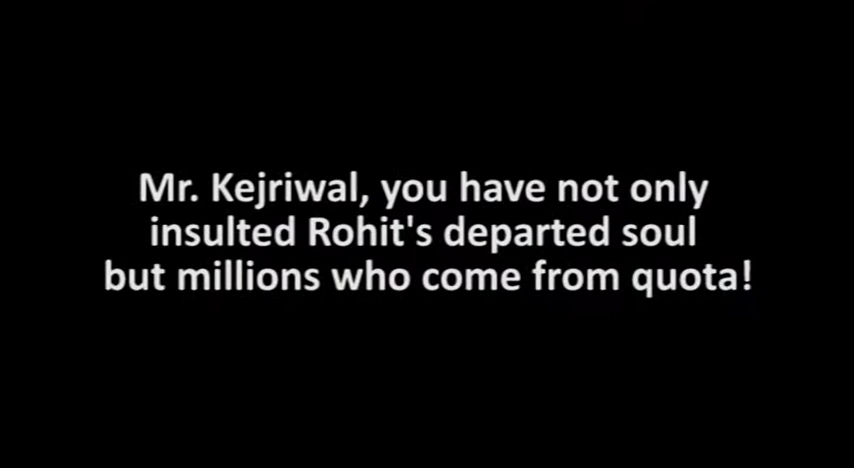 Mr. Kejriwal, you have not only
insulted Rohit's departed soul
but millions who come from quota!